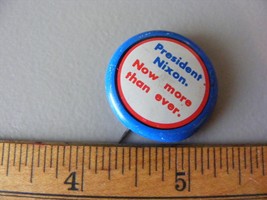 President
Nixon.
Now more
than ever.
4 5